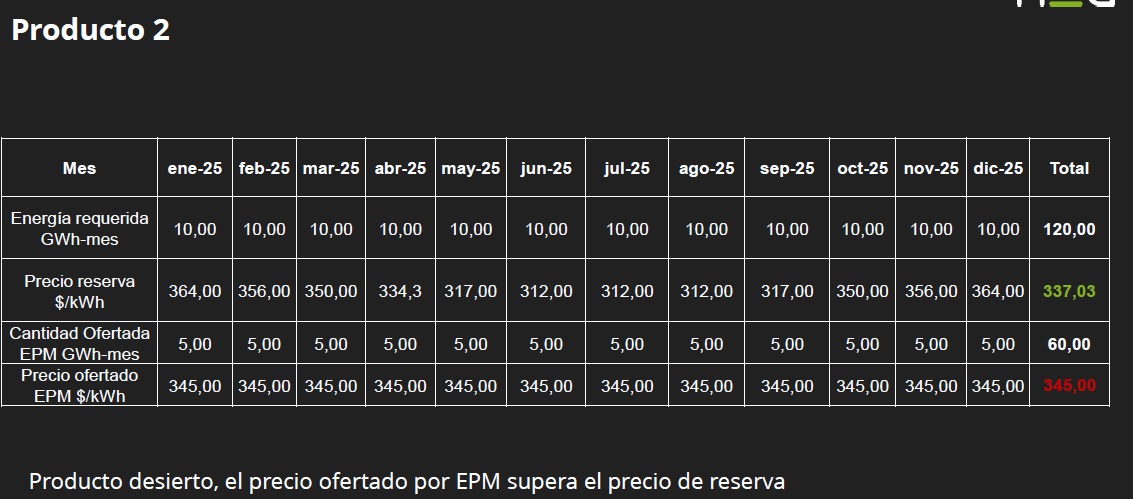 Producto 2
Mes ene-25 feb-25 mar-25 abr-25 may-25 jun-25 jul-25 ago-25 sep-25 oct-25 nov-25 dic-25 Total
Energía requerida
GWh-mes 10,00 10,00 10,00 10,00 10,00 10,00 10,00 10,00 10,00 10,00 10,00 10,00 120,00
Precio reserva
$/kWh 364,00 356,00 350,00 334,3 317,00 312,00 312,00 312,00 317,00 350,00 356,00 364,00 337,03
Cantidad Ofertada
EPM GWh-mes 5,00 5,00 5,00 5,00 5,00 5,00 5,00 5,00 5,00 5,00 5,00 5,00 60,00
Precio ofertado
EPM $/kWh 345,00 345,00 345,00 345,00 345,00 345,00 345,00 345,00 345,00 345,00 345,00 345,00 345,00
Producto desierto, el precio ofertado por EPM supera el precio de reserva